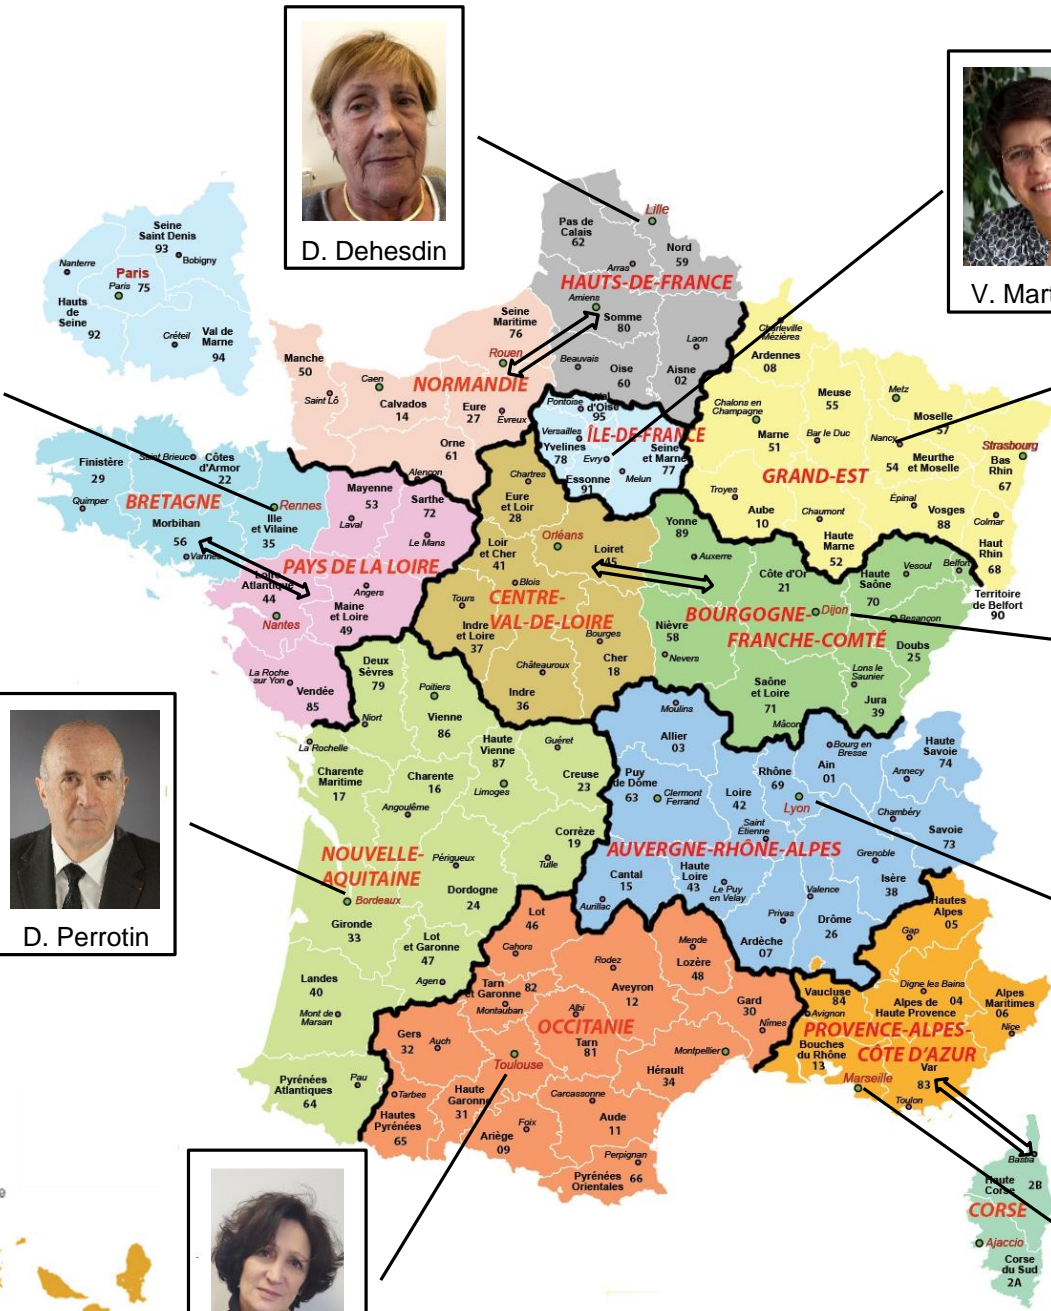 D. Dehesdin
V.
D. Perrotin
Seine
Saint Denis
93
Nanterre
Bobigny
Paris
Paris
75
Hauts
de
Seine
92
Créteil
Val de
Marne
94
Lille
Pas de
Calais
62
Nord
59
Arras
HAUTS-DE-FRANCE
Amiens
Somme
80
Laon
Beauvais
Oise
60
Aisne
02
Seine
Maritime
76
Rouen
Manche
50
Caen
NORMANDIE
Saint Lô
Calvados
14
Eure
27
Evreux
Orne
61
Alençon
Pontoise
d'Oise
95
Versailles
ÎLE-DE-FRANCE
Yvelines
78
Evry
Seine
et Marne
77
Essonne
91
Melun
Charleville
Mézières
Ardennes
08
Meuse
55
Metz
Chalons en
Champagne
Moselle
57
Marne
51
Bar le Duc
Nancy
Strasbourg
54
Meurthe
et Moselle
Bas
Rhin
67
GRAND-EST
Troyes
Épinal
Aube
10
Chaumont
Vosges
88
Colmar
Haute
Marne
52
Haut
Rhin
68
Finistère
29
Saint Brieuc
Côtes
d'Armor
22
Quimper
BRETAGNE
Rennes
Morbihan
56
Ille
et Vilaine
35
Vannes
Mayenne
53
Sarthe
72
Laval
Le Mans
PAYS DE LA LOIRE
Loire
Atlantique
44
Angers
Nantes
Maine
et Loire
49
La Roche
sur Yon
Vendée
85
Chartres
Eure
et Loir
28
Orléans
Loir
et Cher
41
Loiret
45
Blois
Tours
CENTRE-
VAL-DE-LOIRE
Indre
et Loire
37
Bourges
Châteauroux
Cher
18
Indre
36
Yonne
89
Auxerre
Côte d'Or
21
Haute
Saône
70
Vesoul
Belfort
Territoire
de Belfort
90
BOURGOGNE-
FRANCHE-COMTÉ
Dijon
Besançon
Nièvre
58
Nevers
Doubs
25
Lons le
Saunier
Saône
et Loire
71
Jura
39
Mâcon
Deux
Sèvres
79
Poitiers
Niort
Vienne
86
La Rochelle
Haute
Vienne
87
Guéret
Charente
Maritime
17
Charente
16
Limoges
Creuse
23
Angoulême
Corrèze
19
Tulle
NOUVELLE-
AQUITAINE
Périgueux
Dordogne
24
Bordeaux
Gironde
33
Lot
et Garonne
47
Agen
Landes
40
Mont de
Marsan
Pyrénées
Atlantiques
64
Pau
Moulins
Allier
03
Bourg en
Bresse
Haute
Savoie
74
Puy
de Dôme
63
Clermont
Ferrand
Rhône
69
Ain
01
Annecy
Loire
42
Lyon
Chambéry
Saint
Étienne
Savoie
73
AUVERGNE-RHÔNE-ALPES
Grenoble
Cantal
15
Haute
Loire
43
Le Puy
en Velay
Isère
38
Valence
Aurillac
Privas
Drôme
26
Ardèche
07
Lot
46
Cahors
Rodez
Mende
Lozère
48
Tarn
et Garonne
82
Montauban
Aveyron
12
Albi
Gard
30
Nîmes
Gers
32
Auch
OCCITANIE
Tarn
81
Toulouse
Montpellier
Hérault
34
Tarbes
Haute
Garonne
31
Carcassonne
Hautes
Pyrénées
65
Foix
Ariège
09
Aude
11
Perpignan
Pyrénées
Orientales
66
Hautes
Alpes
05
Gap
Digne les Bains
Vaucluse
84
Avignon
Alpes de
Haute Provence
04
Alpes
Maritimes
06
Nice
PROVENCE-ALPES-
CÔTE D'AZUR
Bouches
du Rhône
13
Var
83
Marseille
Toulon
Bastia
Haute
Corse
2B
CORSE
Ajaccio
Corse
du Sud
2A